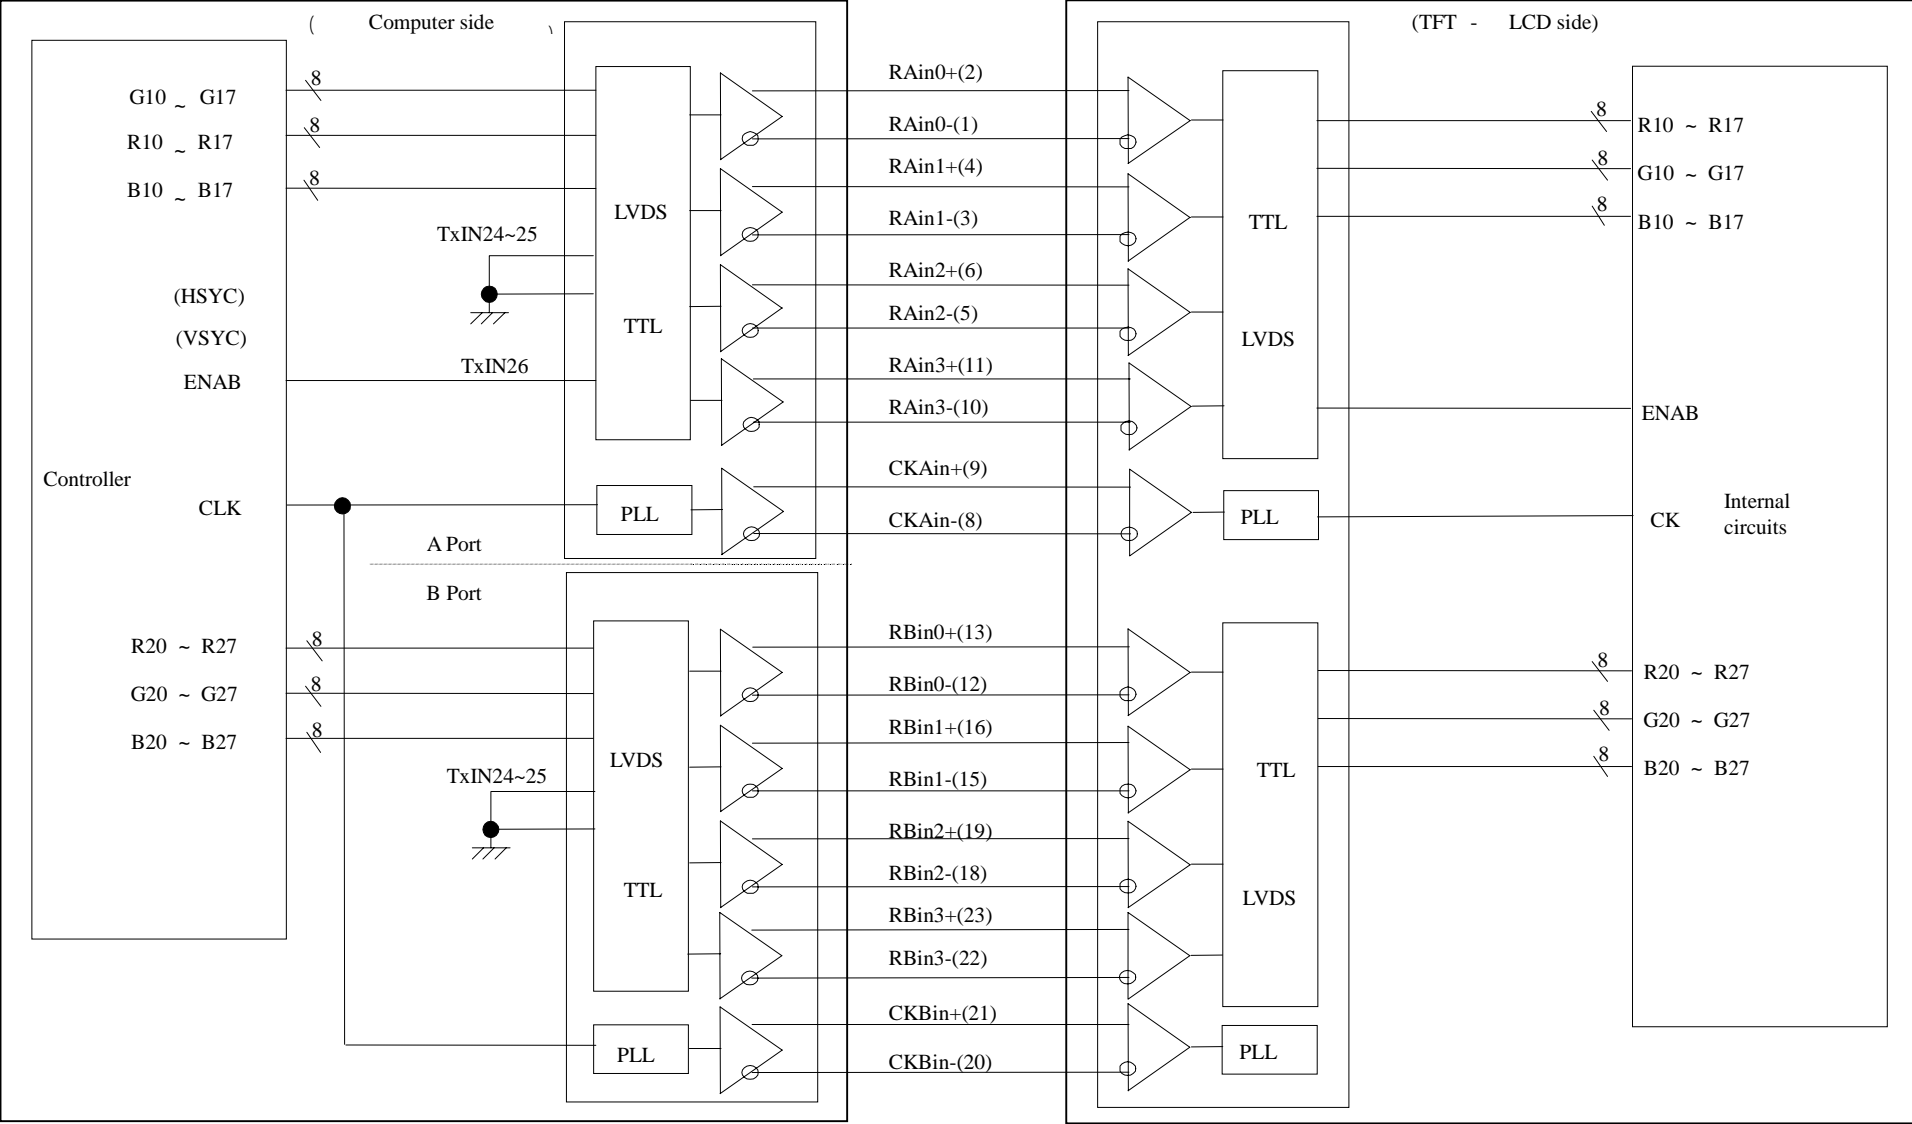 ( Computer side )
Controller
G10 ~ G17
R10 ~ R17
B10 ~ B17
(HSYC)
(VSYC)
ENAB
CLK
R20 ~ R27
G20 ~ G27
B20 ~ B27
8
8
8
TxIN24~25
TxIN26
A Port
B Port
8
8
8
TxIN24~25
LVDS
TTL
PLL
LVDS
TTL
PLL
RAin0+(2)
RAin0-(1)
RAin1+(4)
RAin1-(3)
RAin2+(6)
RAin2-(5)
RAin3+(11)
RAin3-(10)
CKAin+(9)
CKAin-(8)
RBin0+(13)
RBin0-(12)
RBin1+(16)
RBin1-(15)
RBin2+(19)
RBin2-(18)
RBin3+(23)
RBin3-(22)
CKBin+(21)
CKBin-(20)
(TFT - LCD side)
TTL
LVDS
PLL
TTL
LVDS
PLL
8
8
8
8
8
8
R10 ~ R17
G10 ~ G17
B10 ~ B17
ENAB
CK
Internal
circuits
R20 ~ R27
G20 ~ G27
B20 ~ B27